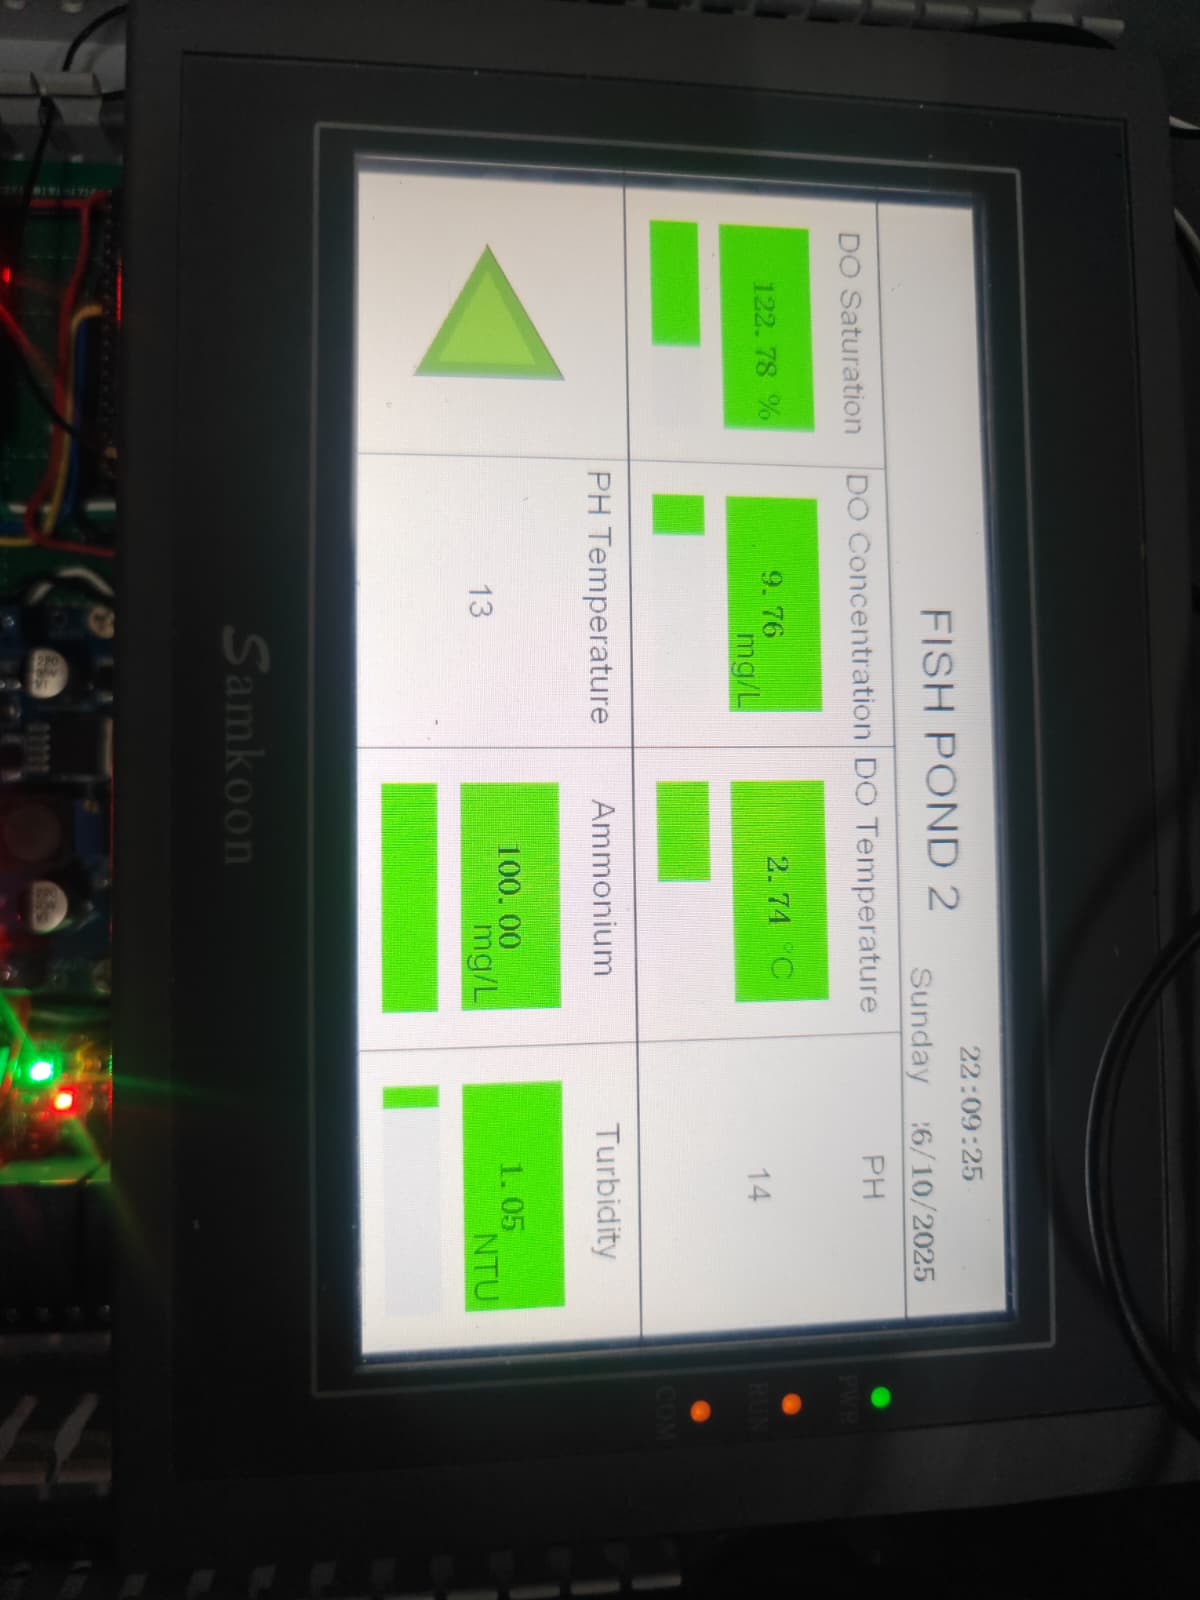 FISH POND 2
22:09:25
Sunday 6/10/2025
DO Saturation
DO Concentration
DO Temperature
PH
122.78 %
9.76 mg/L
2.74 °C
14
PH Temperature
Ammonium
Turbidity
13
100.00 mg/L
1.05 NTU
Samkoon
PWR
RUN
COM